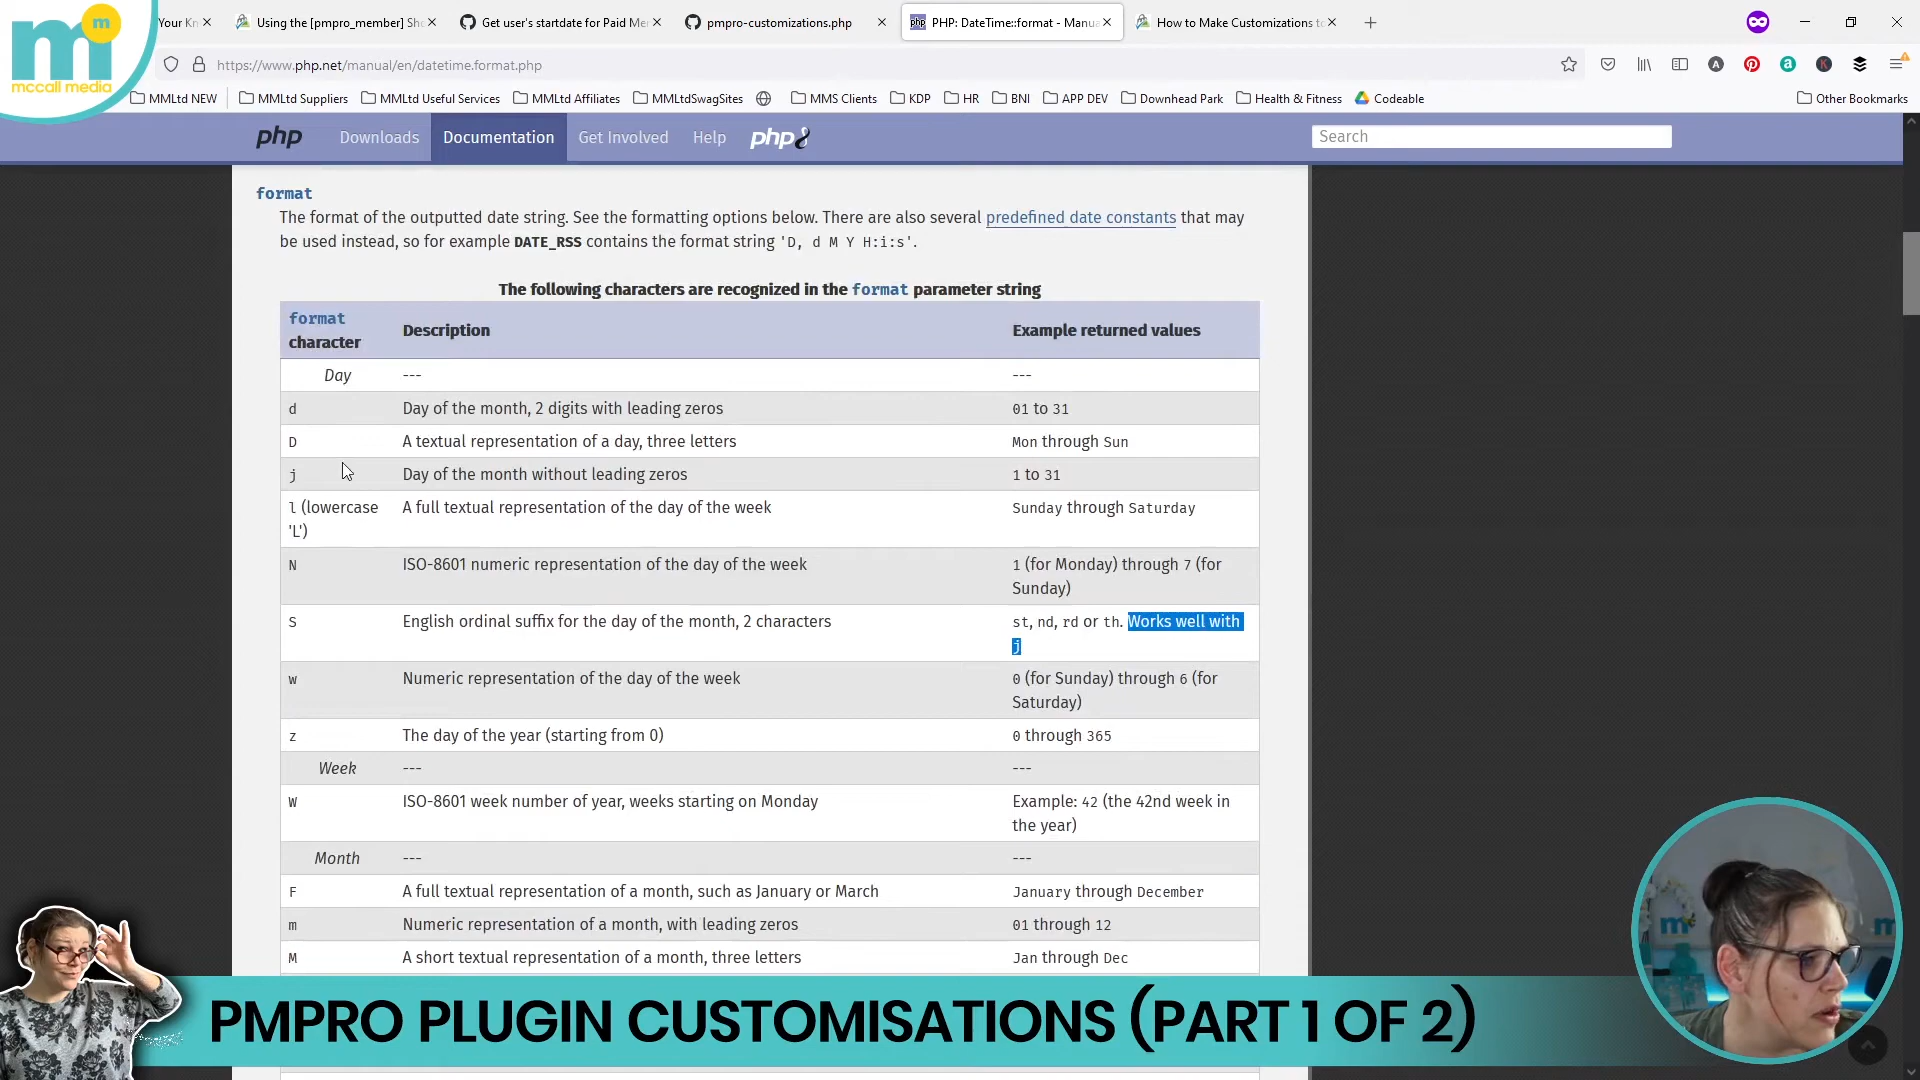 Your Kn
Using the [pmpro_member] Sho
Get user's startdate for Paid Me
pmpro-customizations.php
PHP: DateTime::format - Manua
How to Make Customizations to
m
m
mccall media
https://www.php.net/manual/en/datetime.format.php
MMLtd NEW
MMLtd Suppliers
MMLtd Useful Services
MMLtd Affiliates
MMLtdSwagSites
MMS Clients
KDP
HR
BNI
APP DEV
Downhead Park
Health & Fitness
Codeable
Other Bookmarks
php
Downloads
Documentation
Get Involved
Help
php8
Search
format
The format of the outputted date string. See the formatting options below. There are also several predefined date constants that may
be used instead, so for example DATE_RSS contains the format string 'D, d M Y H:i:s'.
The following characters are recognized in the format parameter string
format
character
Description
Example returned values
Day --- ---
d Day of the month, 2 digits with leading zeros 01 to 31
D A textual representation of a day, three letters Mon through Sun
j Day of the month without leading zeros 1 to 31
l (lowercase A full textual representation of the day of the week Sunday through Saturday
'L')
N ISO-8601 numeric representation of the day of the week 1 (for Monday) through 7 (for
Sunday)
S English ordinal suffix for the day of the month, 2 characters st, nd, rd or th. Works well with
j
w Numeric representation of the day of the week 0 (for Sunday) through 6 (for
Saturday)
z The day of the year (starting from 0) 0 through 365
Week --- ---
W ISO-8601 week number of year, weeks starting on Monday Example: 42 (the 42nd week in
the year)
Month --- ---
F A full textual representation of a month, such as January or March January through December
m Numeric representation of a month, with leading zeros 01 through 12
M A short textual representation of a month, three letters Jan through Dec
PMPRO PLUGIN CUSTOMISATIONS (PART 1 OF 2)